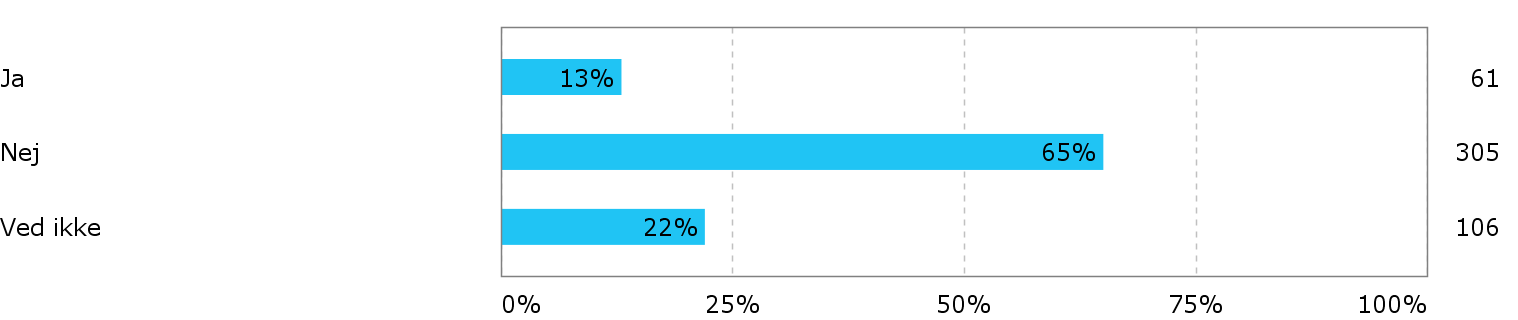 Ja 13% 61
Nej 65% 305
Ved ikke 22% 106
0% 25% 50% 75% 100%